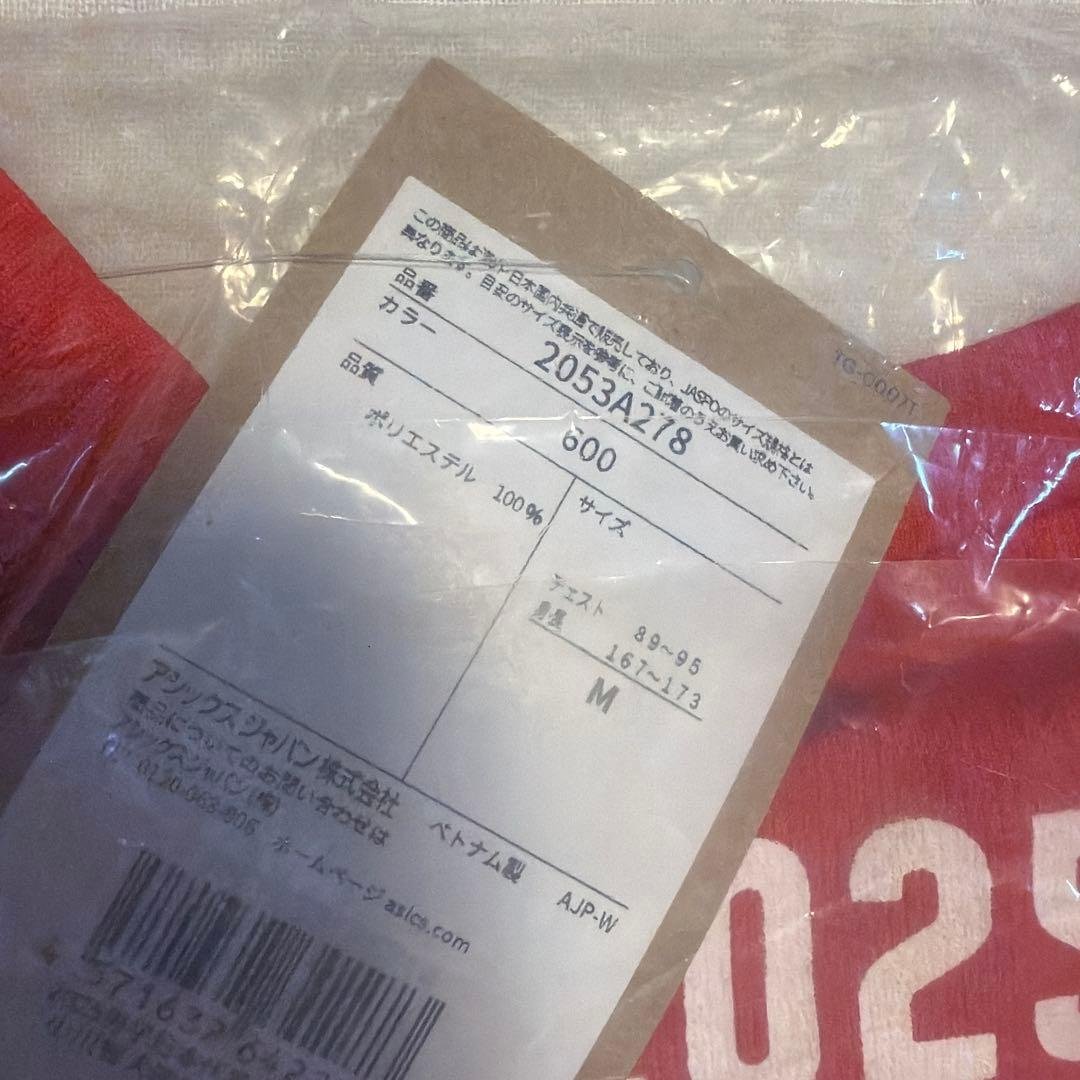 この商品は海外・日本国内共通で販売しており、JASPOのサイズ規格とは
異なります。目安のサイズ表示を参考に、ご試着のうえお買い求め下さい。
品番 2053A278
カラー 600
品質
ポリエステル 100%
サイズ
チェスト 89~95
身長 167~173
M
アシックスジャパン株式会社 ベトナム製 AJP-W
商品についてのお問い合わせは
アシックスジャパン(株)
ホームページ asics.com
025